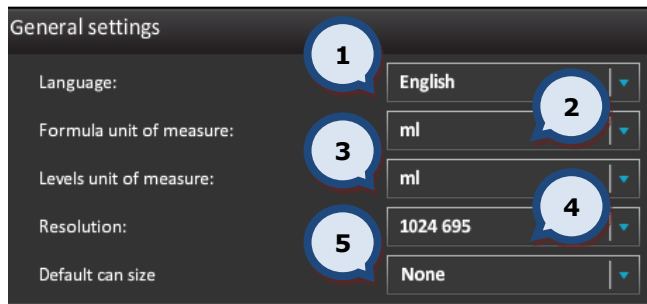 General settings
1
Language: English
2
Formula unit of measure: ml
3
Levels unit of measure: ml
4
Resolution: 1024 695
5
Default can size None